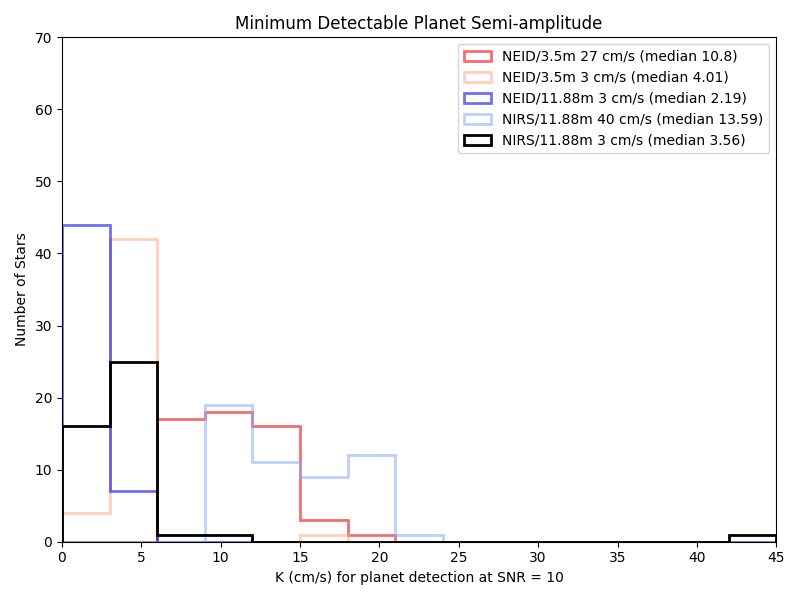 Minimum Detectable Planet Semi-amplitude
NEID/3.5m 27 cm/s (median 10.8)
NEID/3.5m 3 cm/s (median 4.01)
NEID/11.88m 3 cm/s (median 2.19)
NIRS/11.88m 40 cm/s (median 13.59)
NIRS/11.88m 3 cm/s (median 3.56)
Number of Stars
70
60
50
40
30
20
10
0
0 5 10 15 20 25 30 35 40 45
K (cm/s) for planet detection at SNR = 10